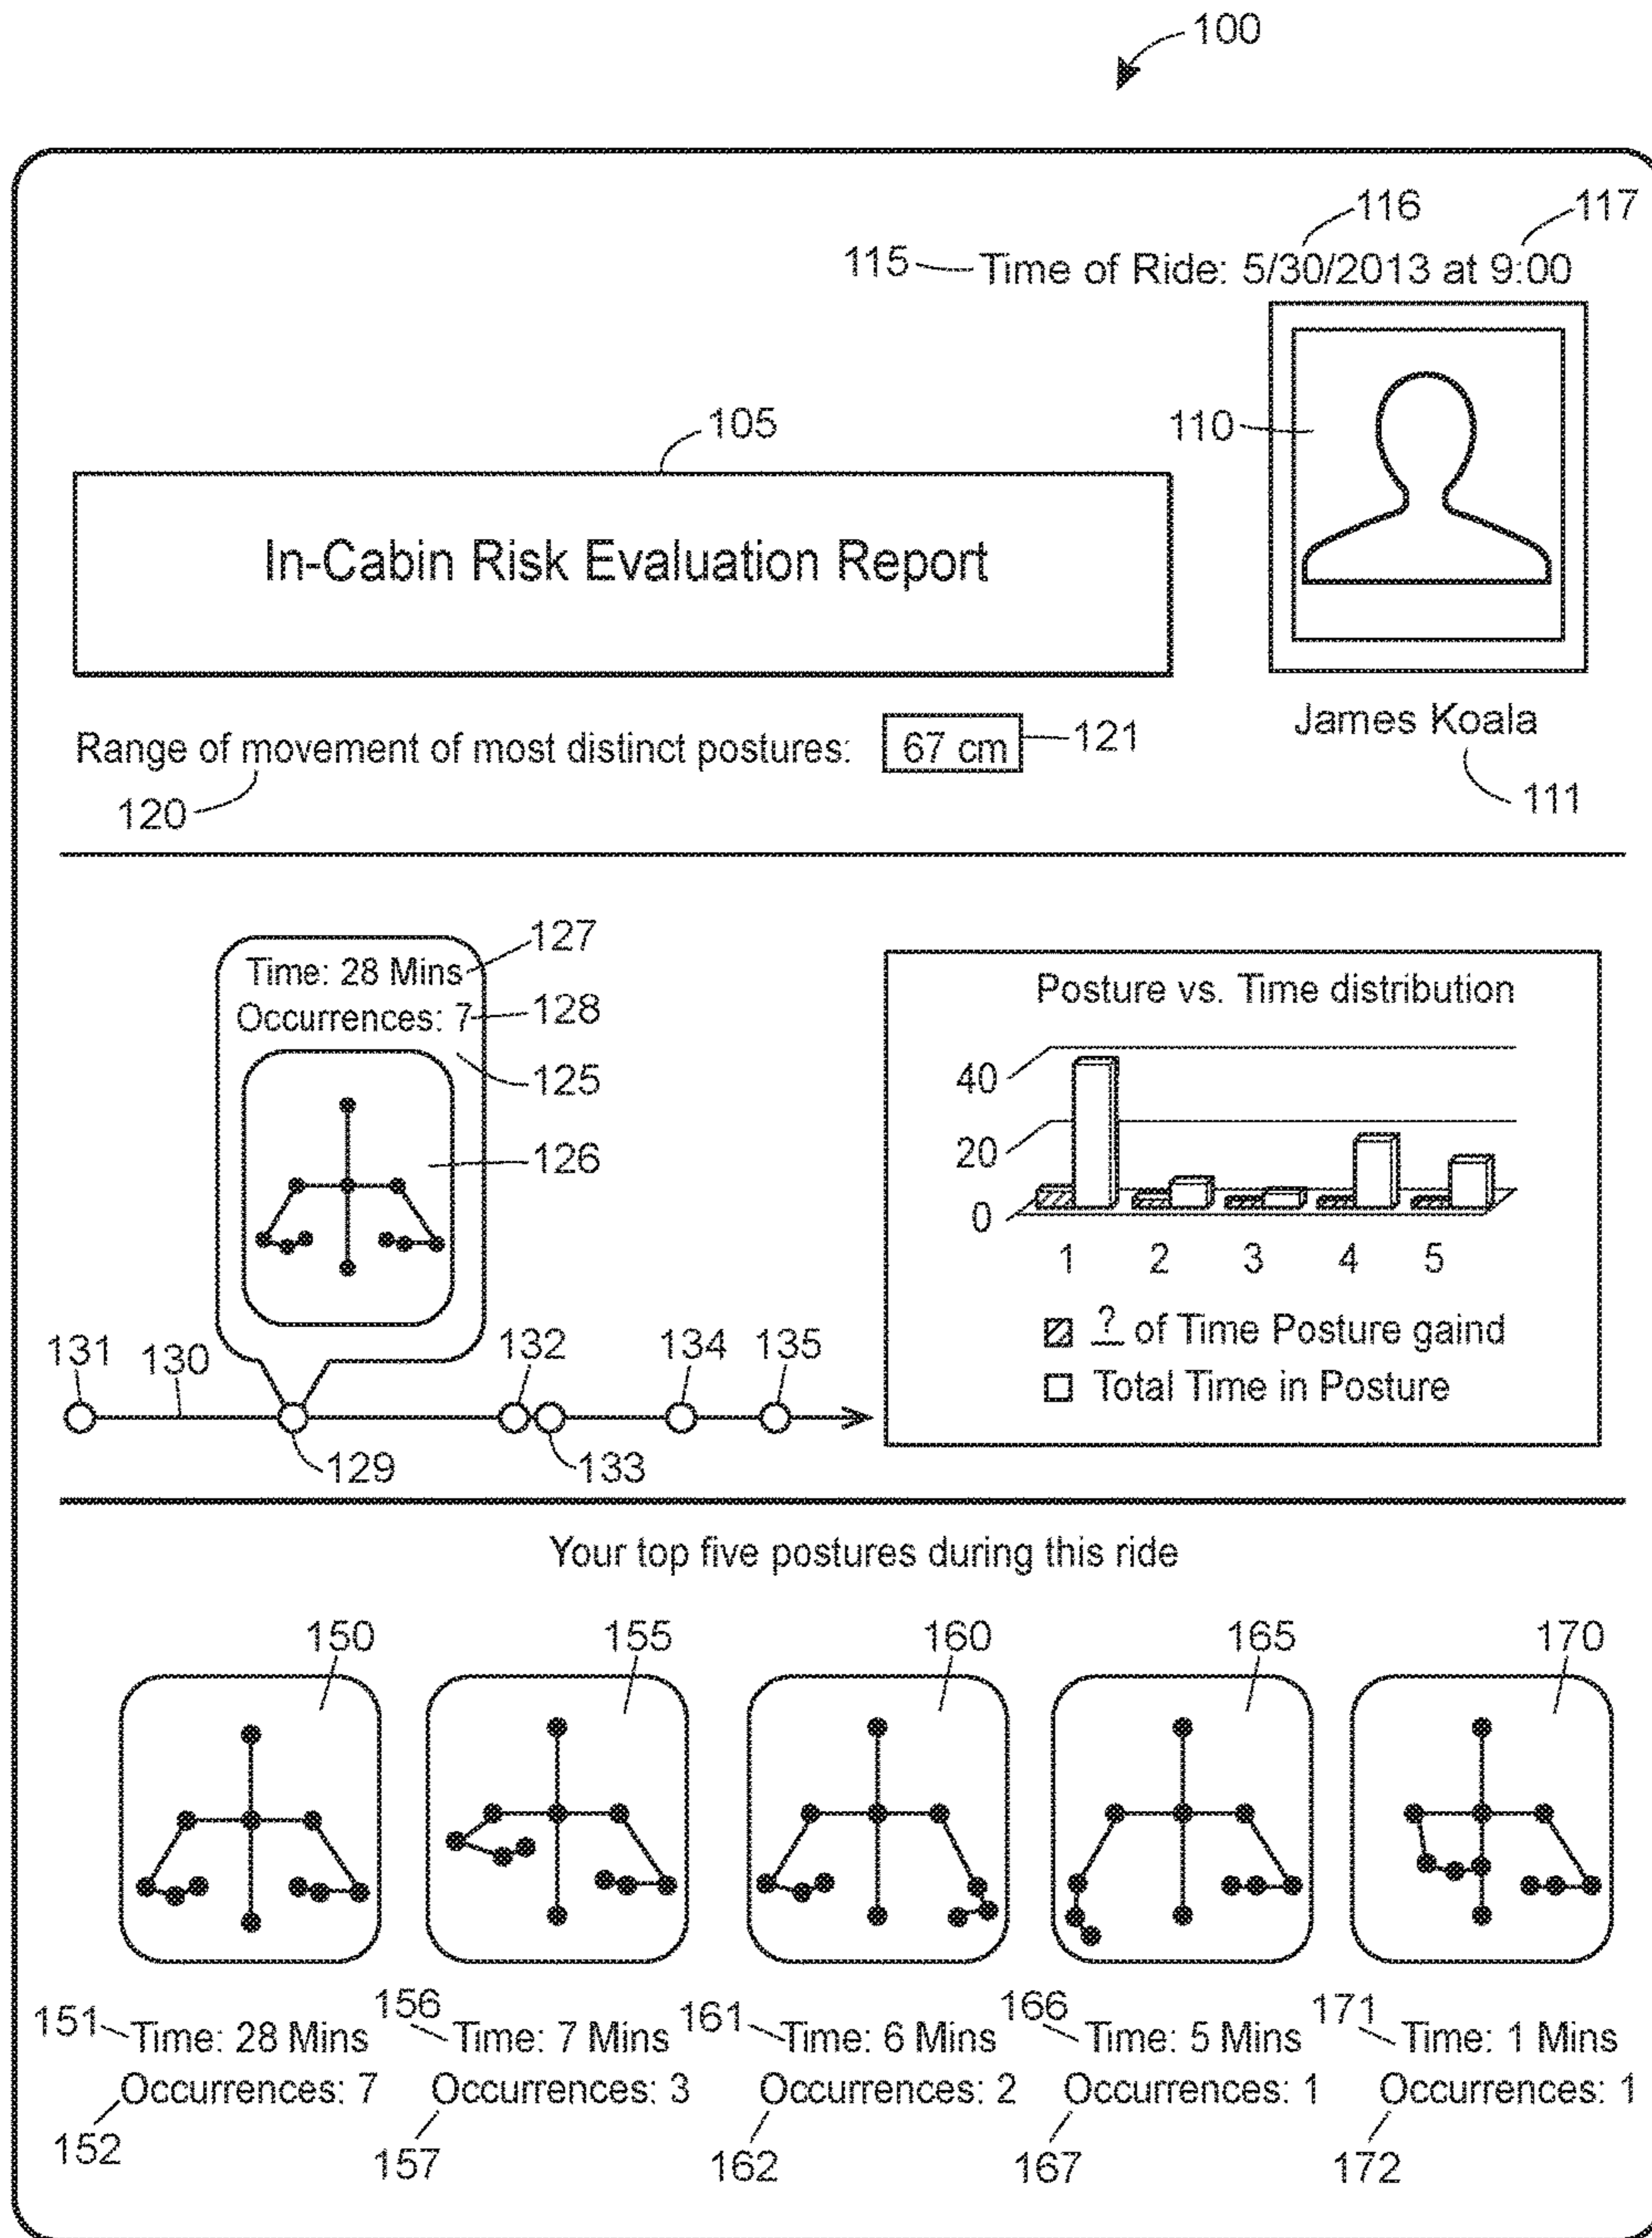 100
116 117
115 Time of Ride: 5/30/2013 at 9:00
105
110
In-Cabin Risk Evaluation Report
James Koala
111
Range of movement of most distinct postures: 67 cm 121
120
127
Time: 28 Mins
Occurrences: 7 128
125
126
131 130 132 134 135
129 133
Posture vs. Time distribution
40
20
0
1 2 3 4 5
? of Time Posture gaind
Total Time in Posture
Your top five postures during this ride
150 155 160 165 170
151 156 161 166 171
Time: 28 Mins Time: 7 Mins Time: 6 Mins Time: 5 Mins Time: 1 Mins
Occurrences: 7 Occurrences: 3 Occurrences: 2 Occurrences: 1 Occurrences: 1
152 157 162 167 172